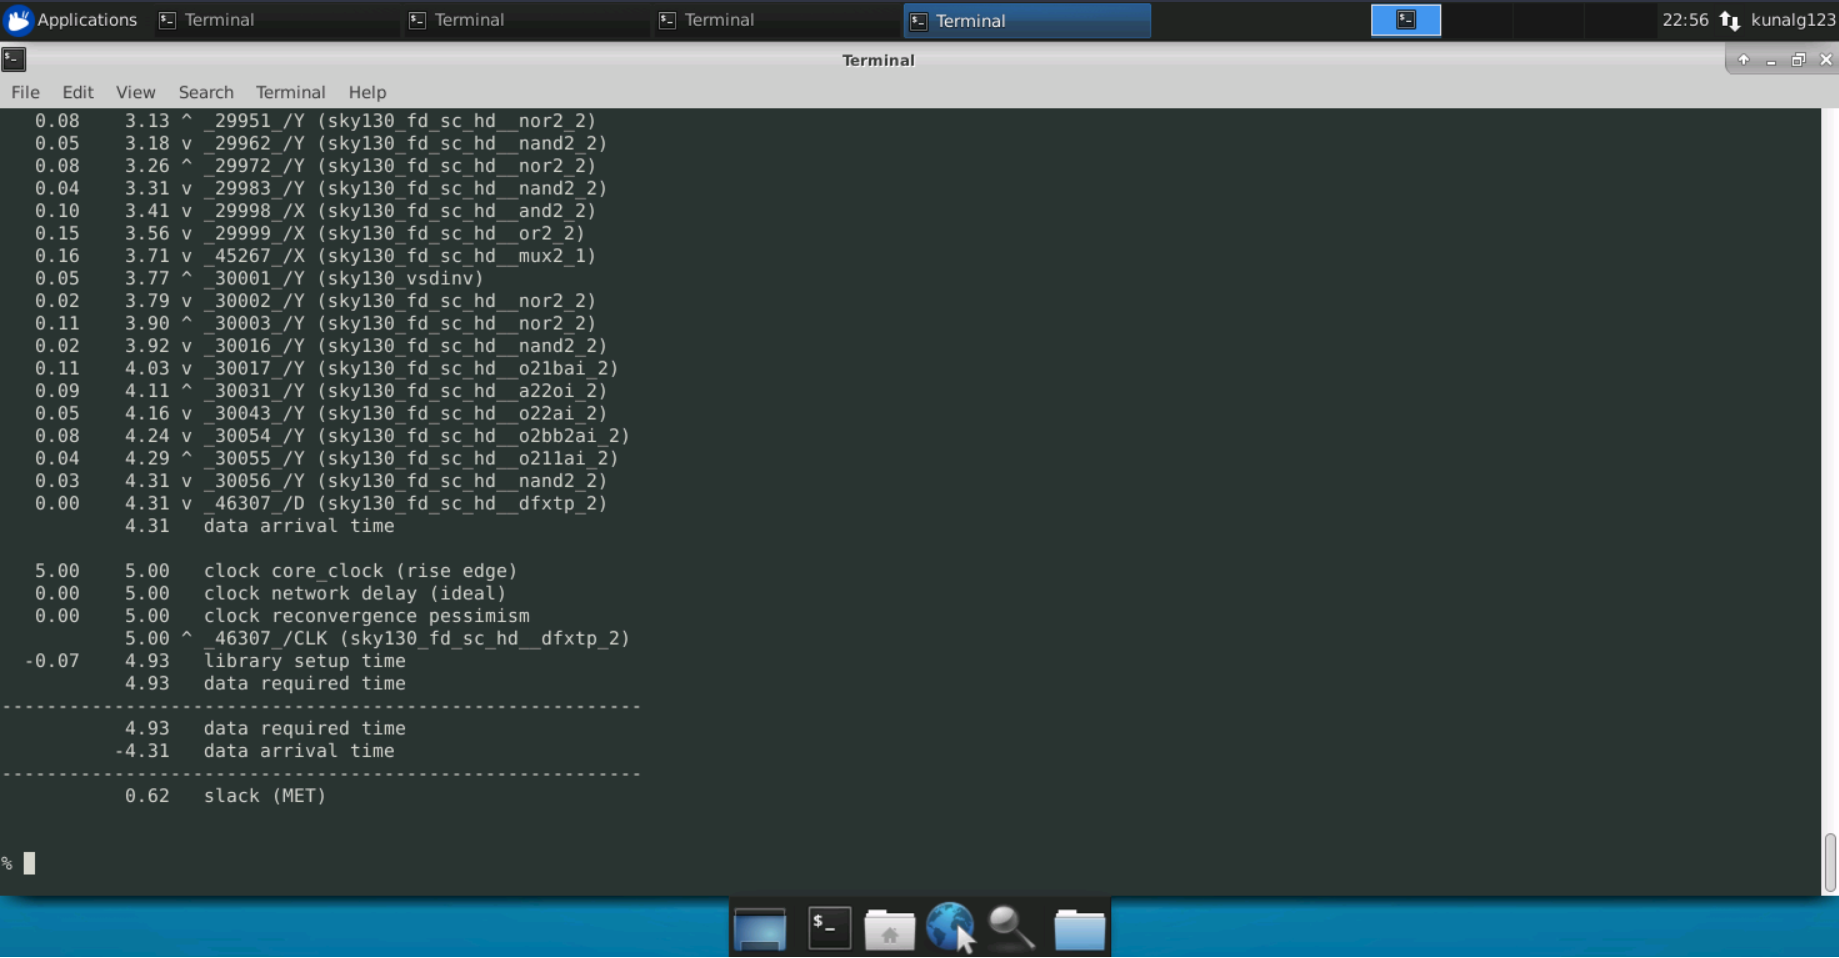 Applications Terminal Terminal Terminal Terminal 22:56 kunalg123
Terminal
File Edit View Search Terminal Help
0.08 3.13 ^ _29951_/Y (sky130_fd_sc_hd__nor2_2)
0.05 3.18 v _29962_/Y (sky130_fd_sc_hd__nand2_2)
0.08 3.26 ^ _29972_/Y (sky130_fd_sc_hd__nor2_2)
0.04 3.31 v _29983_/Y (sky130_fd_sc_hd__nand2_2)
0.10 3.41 v _29998_/X (sky130_fd_sc_hd__and2_2)
0.15 3.56 v _29999_/X (sky130_fd_sc_hd__or2_2)
0.16 3.71 v _45267_/X (sky130_fd_sc_hd__mux2_1)
0.05 3.77 ^ _30001_/Y (sky130_vsdinv)
0.02 3.79 v _30002_/Y (sky130_fd_sc_hd__nor2_2)
0.11 3.90 ^ _30003_/Y (sky130_fd_sc_hd__nor2_2)
0.02 3.92 v _30016_/Y (sky130_fd_sc_hd__nand2_2)
0.11 4.03 v _30017_/Y (sky130_fd_sc_hd__o21bai_2)
0.09 4.11 ^ _30031_/Y (sky130_fd_sc_hd__a22oi_2)
0.05 4.16 v _30043_/Y (sky130_fd_sc_hd__o22ai_2)
0.08 4.24 v _30054_/Y (sky130_fd_sc_hd__o2bb2ai_2)
0.04 4.29 ^ _30055_/Y (sky130_fd_sc_hd__o211ai_2)
0.03 4.31 v _30056_/Y (sky130_fd_sc_hd__nand2_2)
0.00 4.31 v _46307_/D (sky130_fd_sc_hd__dfxtp_2)
4.31 data arrival time
5.00 5.00 clock core_clock (rise edge)
0.00 5.00 clock network delay (ideal)
0.00 5.00 clock reconvergence pessimism
5.00 ^ _46307_/CLK (sky130_fd_sc_hd__dfxtp_2)
-0.07 4.93 library setup time
4.93 data required time
---------------------------------------------------------
4.93 data required time
-4.31 data arrival time
---------------------------------------------------------
0.62 slack (MET)
%